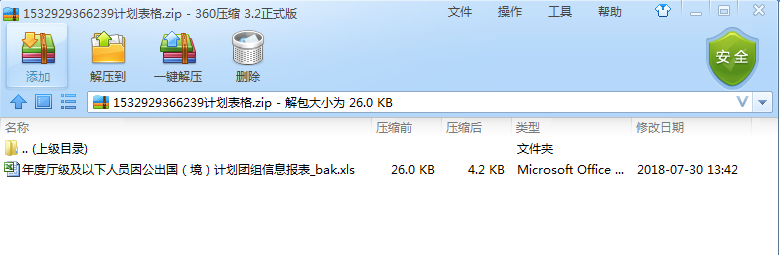 1532929366239计划表格.zip - 360压缩 3.2正式版 文件 操作 工具 帮助
添加 解压到 一键解压 删除 安全
1532929366239计划表格.zip - 解包大小为 26.0 KB
名称 压缩前 压缩后 类型 修改日期
.. (上级目录) 文件夹
年度厅级及以下人员因公出国（境）计划团组信息报表_bak.xls 26.0 KB 4.2 KB Microsoft Office ... 2018-07-30 13:42